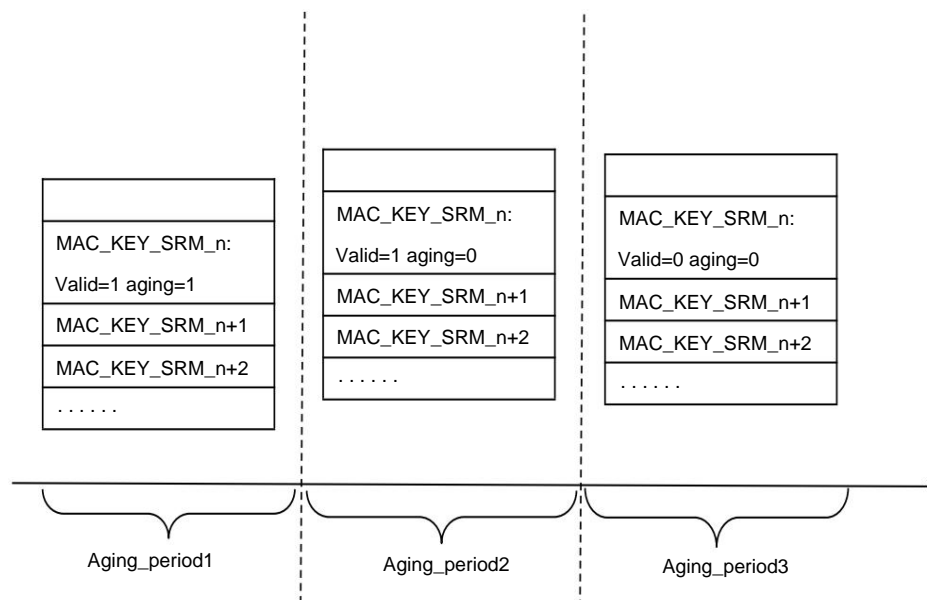 MAC_KEY_SRM_n:
Valid=1 aging=1
MAC_KEY_SRM_n+1
MAC_KEY_SRM_n+2
. . . . . .
MAC_KEY_SRM_n:
Valid=1 aging=0
MAC_KEY_SRM_n+1
MAC_KEY_SRM_n+2
. . . . . .
MAC_KEY_SRM_n:
Valid=0 aging=0
MAC_KEY_SRM_n+1
MAC_KEY_SRM_n+2
. . . . . .
Aging_period1
Aging_period2
Aging_period3